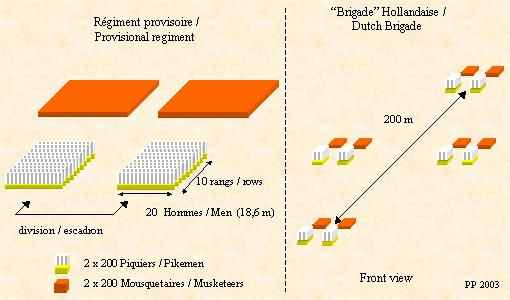 Régiment provisoire /
Provisional regiment
“Brigade” Hollandaise /
Dutch Brigade
200 m
10 rangs / rows
20 Hommes / Men (18,6 m)
division / escadron
2 x 200 Piquiers / Pikemen
2 x 200 Mousquetaires / Musketeers
Front view
PP 2003